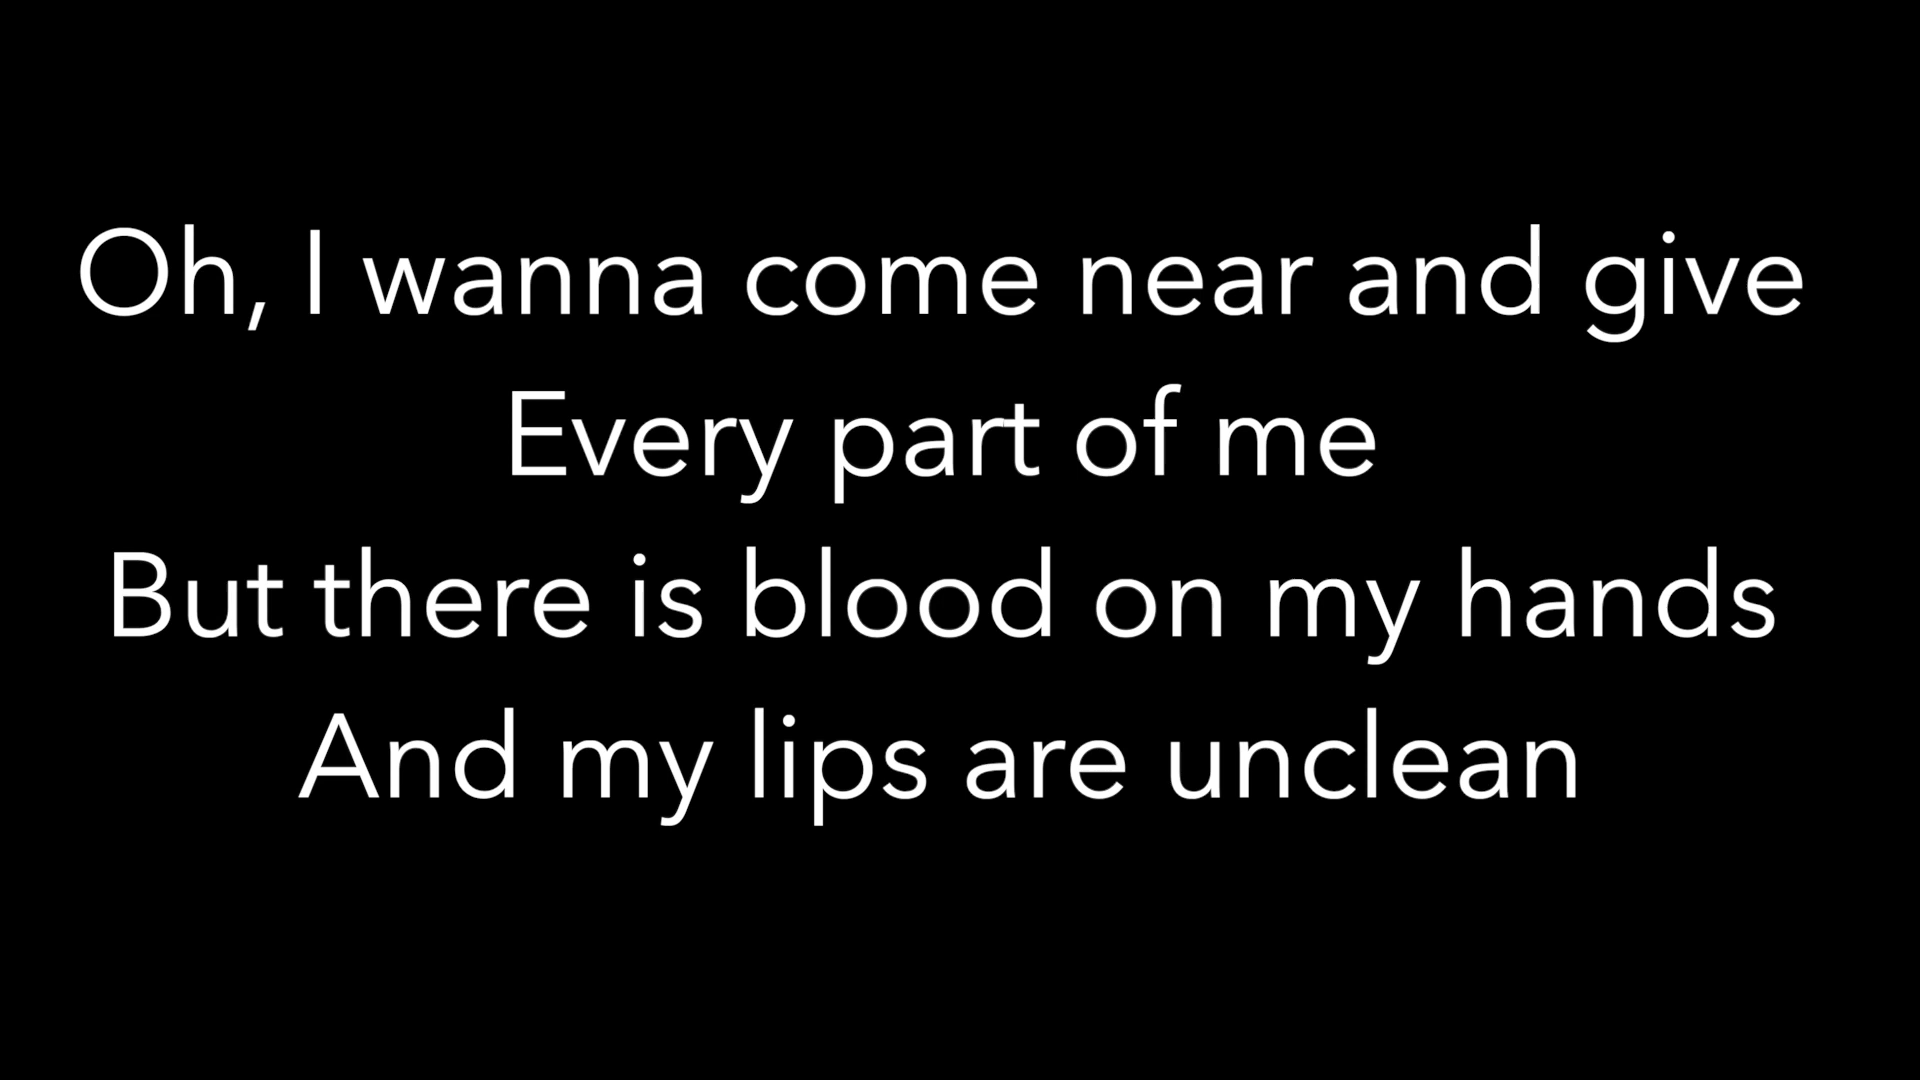 Oh, I wanna come near and give
Every part of me
But there is blood on my hands
And my lips are unclean